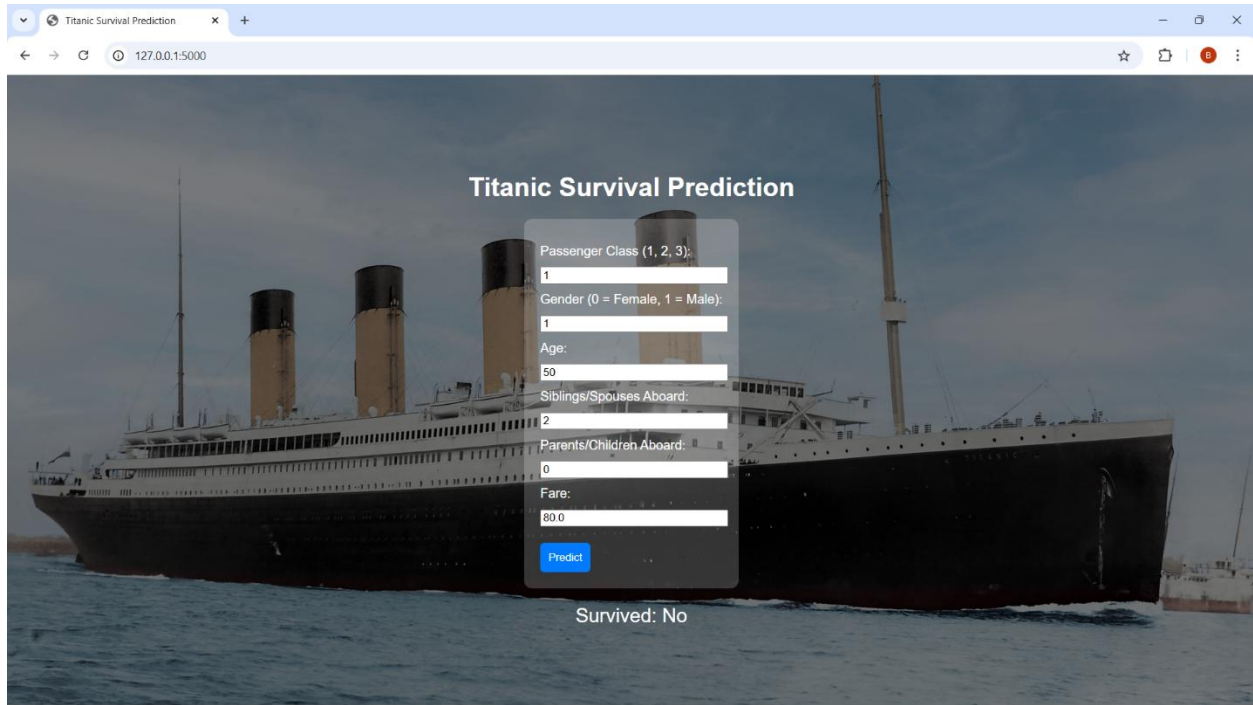 Titanic Survival Prediction
127.0.0.1:5000
B
Titanic Survival Prediction
Passenger Class (1, 2, 3):
1
Gender (0 = Female, 1 = Male):
1
Age:
50
Siblings/Spouses Aboard:
2
Parents/Children Aboard:
0
Fare:
80.0
Predict
Survived: No